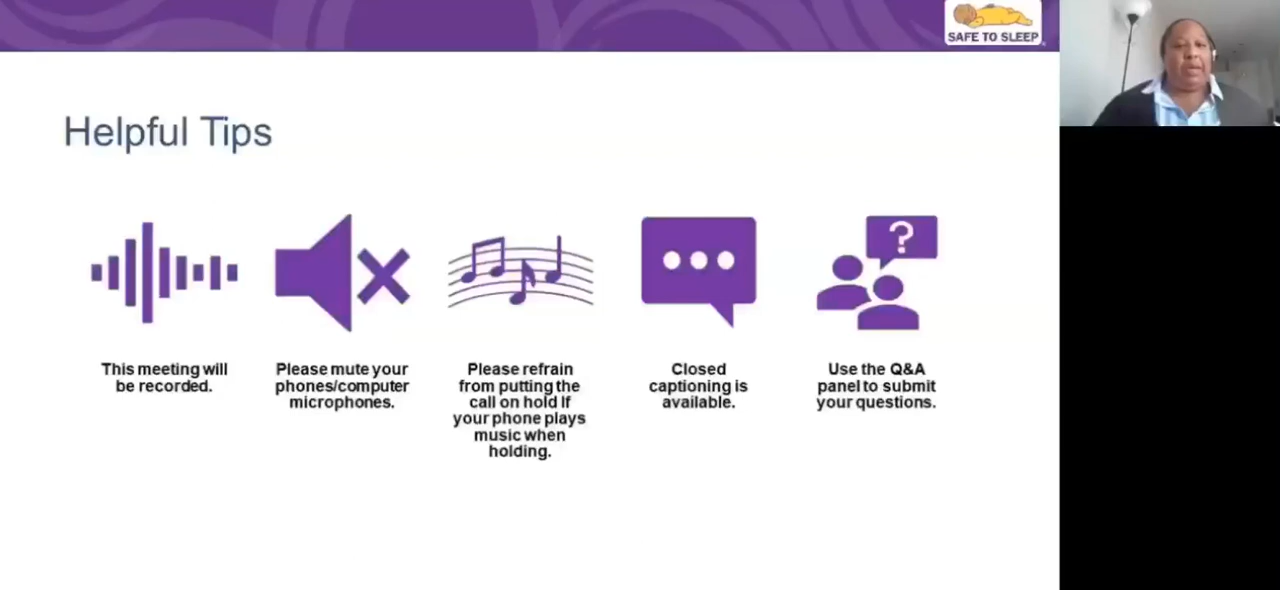 SAFE TO SLEEP
Helpful Tips
?
This meeting will
be recorded.
Please mute your
phones/computer
microphones.
Please refrain
from putting the
call on hold if
your phone plays
music when
holding.
Closed
captioning is
available.
Use the Q&A
panel to submit
your questions.